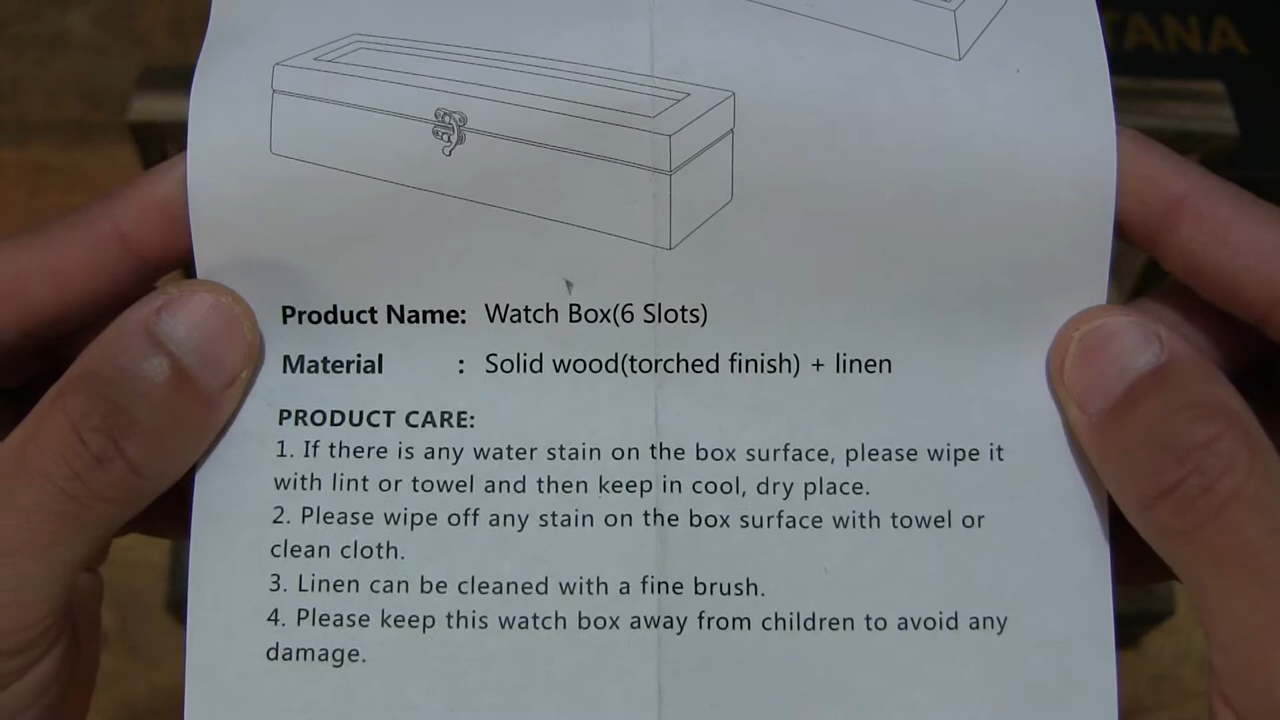 TANA
Product Name: Watch Box(6 Slots)
Material : Solid wood(torched finish) + linen
PRODUCT CARE:
1. If there is any water stain on the box surface, please wipe it
with lint or towel and then keep in cool, dry place.
2. Please wipe off any stain on the box surface with towel or
clean cloth.
3. Linen can be cleaned with a fine brush.
4. Please keep this watch box away from children to avoid any
damage.